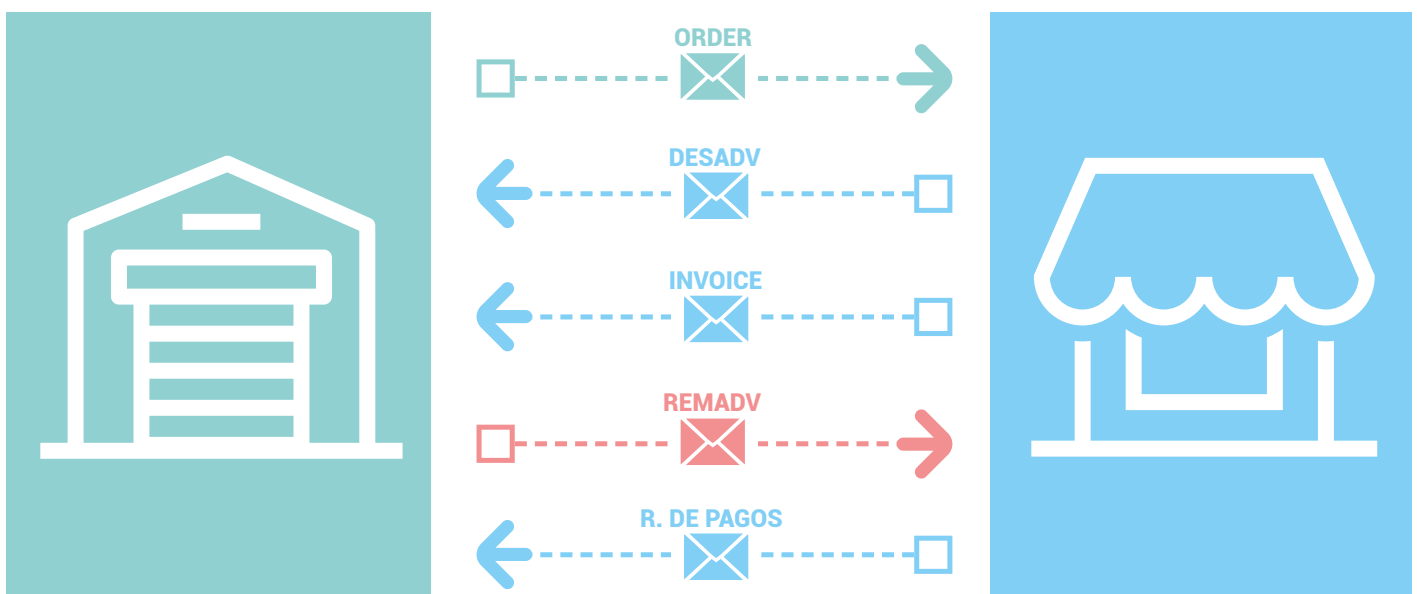 ORDER
DESADV
INVOICE
REMADV
R. DE PAGOS